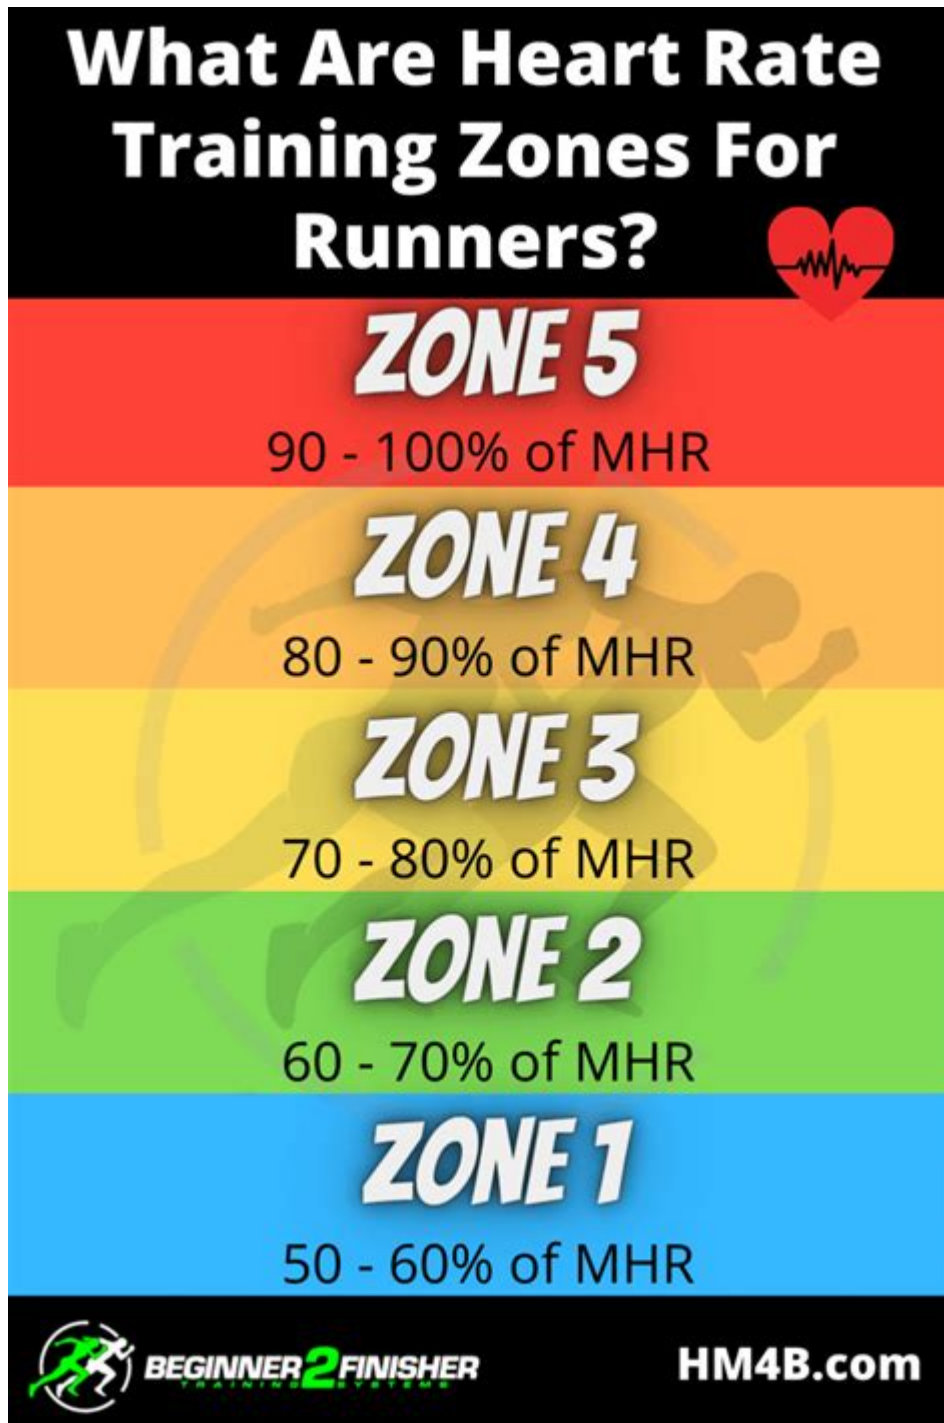 What Are Heart Rate
Training Zones For
Runners?
ZONE 5
90 - 100% of MHR
ZONE 4
80 - 90% of MHR
ZONE 3
70 - 80% of MHR
ZONE 2
60 - 70% of MHR
ZONE 1
50 - 60% of MHR
BEGINNER2FINISHER
TRAINING SYSTEMS
HM4B.com